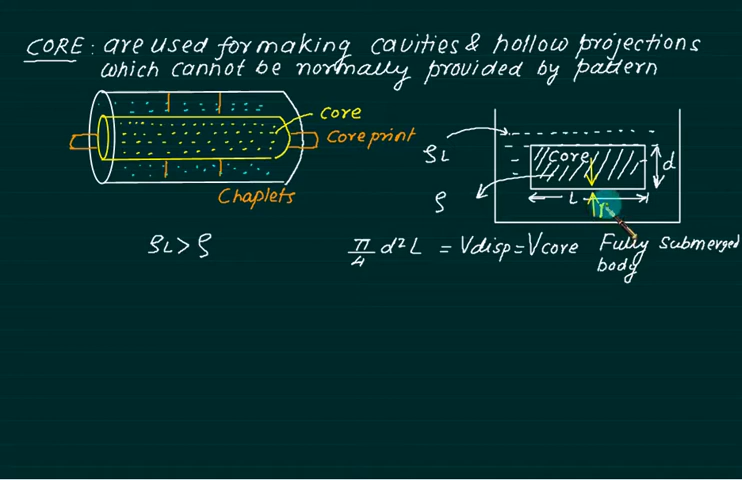 CORE : are used for making cavities & hollow projections
which cannot be normally provided by pattern
core
Core print
Chaplets
ρL
core
d
ρ
L
ρL > ρ
π/4 d² L = Vdisp = Vcore Fully submerged
body